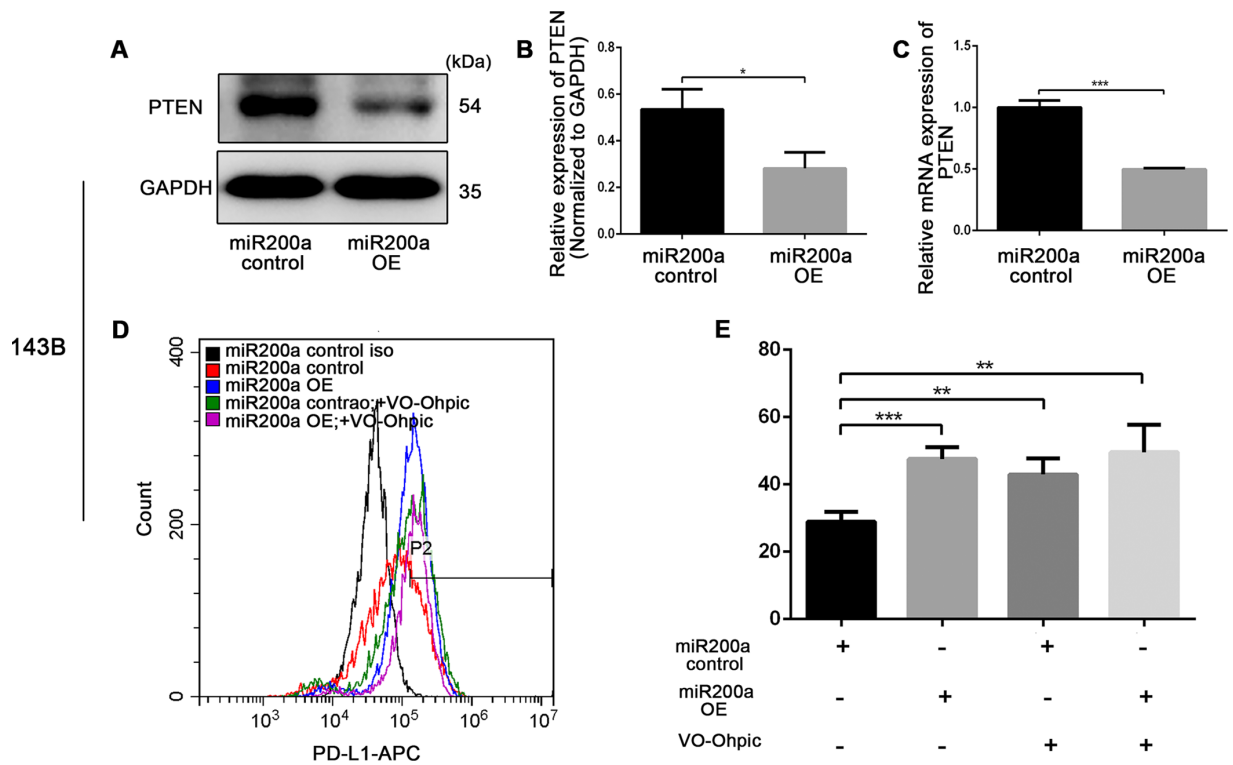 A
(kDa)
PTEN
54
GAPDH
35
miR200a
control
miR200a
OE
B
Relative expression of PTEN
(Normalized to GAPDH)
0.8
0.6
0.4
0.2
0.0
*
miR200a
control
miR200a
OE
C
Relative mRNA expression of
PTEN
1.5
1.0
0.5
0.0
***
miR200a
control
miR200a
OE
143B
D
Count
400
200
0
miR200a control iso
miR200a control
miR200a OE
miR200a contrao;+VO-Ohpic
miR200a OE;+VO-Ohpic
P2
10³ 10⁴ 10⁵ 10⁶ 10⁷
PD-L1-APC
E
80
60
40
20
0
**
**
***
miR200a
control
+ - + -
miR200a
OE
- + - +
VO-Ohpic - - + +